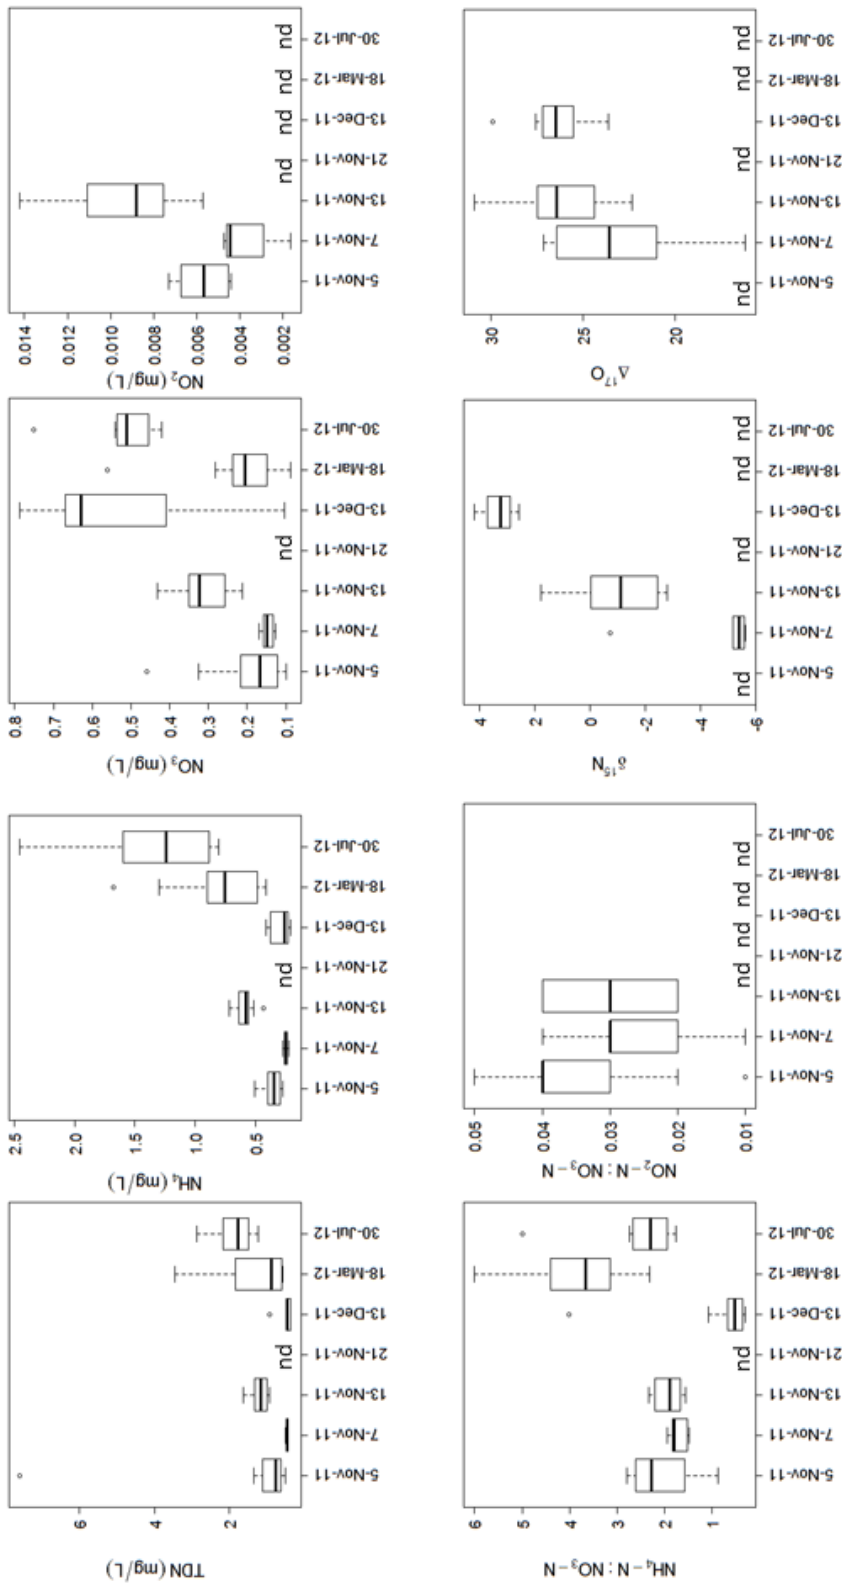 TDN (mg/L)
6
4
2
nd
5-Nov-11
7-Nov-11
13-Nov-11
21-Nov-11
13-Dec-11
18-Mar-12
30-Jul-12
NH₄ (mg/L)
2.5
2.0
1.5
1.0
0.5
nd
5-Nov-11
7-Nov-11
13-Nov-11
21-Nov-11
13-Dec-11
18-Mar-12
30-Jul-12
NO₃ (mg/L)
0.8
0.7
0.6
0.5
0.4
0.3
0.2
0.1
nd
5-Nov-11
7-Nov-11
13-Nov-11
21-Nov-11
13-Dec-11
18-Mar-12
30-Jul-12
NO₂ (mg/L)
0.014
0.012
0.010
0.008
0.006
0.004
0.002
nd nd nd nd
5-Nov-11
7-Nov-11
13-Nov-11
21-Nov-11
13-Dec-11
18-Mar-12
30-Jul-12
NH₄−N : NO₃−N
6
5
4
3
2
1
nd
5-Nov-11
7-Nov-11
13-Nov-11
21-Nov-11
13-Dec-11
18-Mar-12
30-Jul-12
NO₂−N : NO₃−N
0.05
0.04
0.03
0.02
0.01
nd nd nd nd
5-Nov-11
7-Nov-11
13-Nov-11
21-Nov-11
13-Dec-11
18-Mar-12
30-Jul-12
δ¹⁵N
4
2
0
-2
-4
-6
nd nd nd nd
5-Nov-11
7-Nov-11
13-Nov-11
21-Nov-11
13-Dec-11
18-Mar-12
30-Jul-12
Δ¹⁷O
30
25
20
nd nd nd nd
5-Nov-11
7-Nov-11
13-Nov-11
21-Nov-11
13-Dec-11
18-Mar-12
30-Jul-12